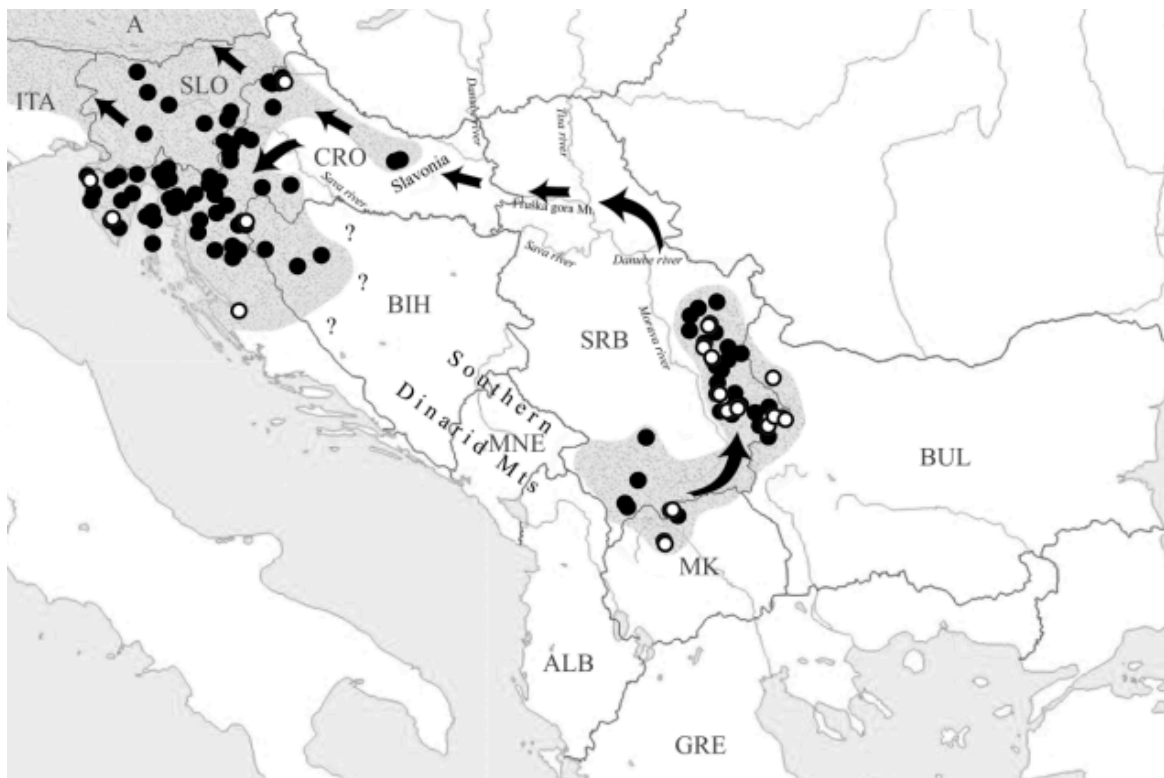 A
SLO
ITA
Danube river
Tisa river
CRO
Slavonia
Sava river
Fruška gora Mt.
?
Sava river
Danube river
?
BIH
?
SRB
Morava river
Southern
Dinarid Mts
MNE
BUL
MK
ALB
GRE